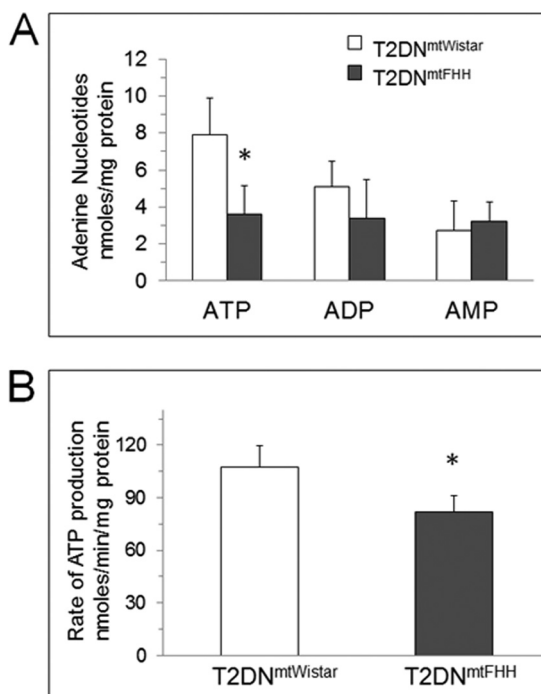 A
T2DNmtWistar
T2DNmtFHH
Adenine Nucleotides
nmoles/mg protein
12
10
8
6
4
2
0
*
ATP ADP AMP
B
Rate of ATP production
nmoles/min/mg protein
120
90
60
30
0
*
T2DNmtWistar T2DNmtFHH